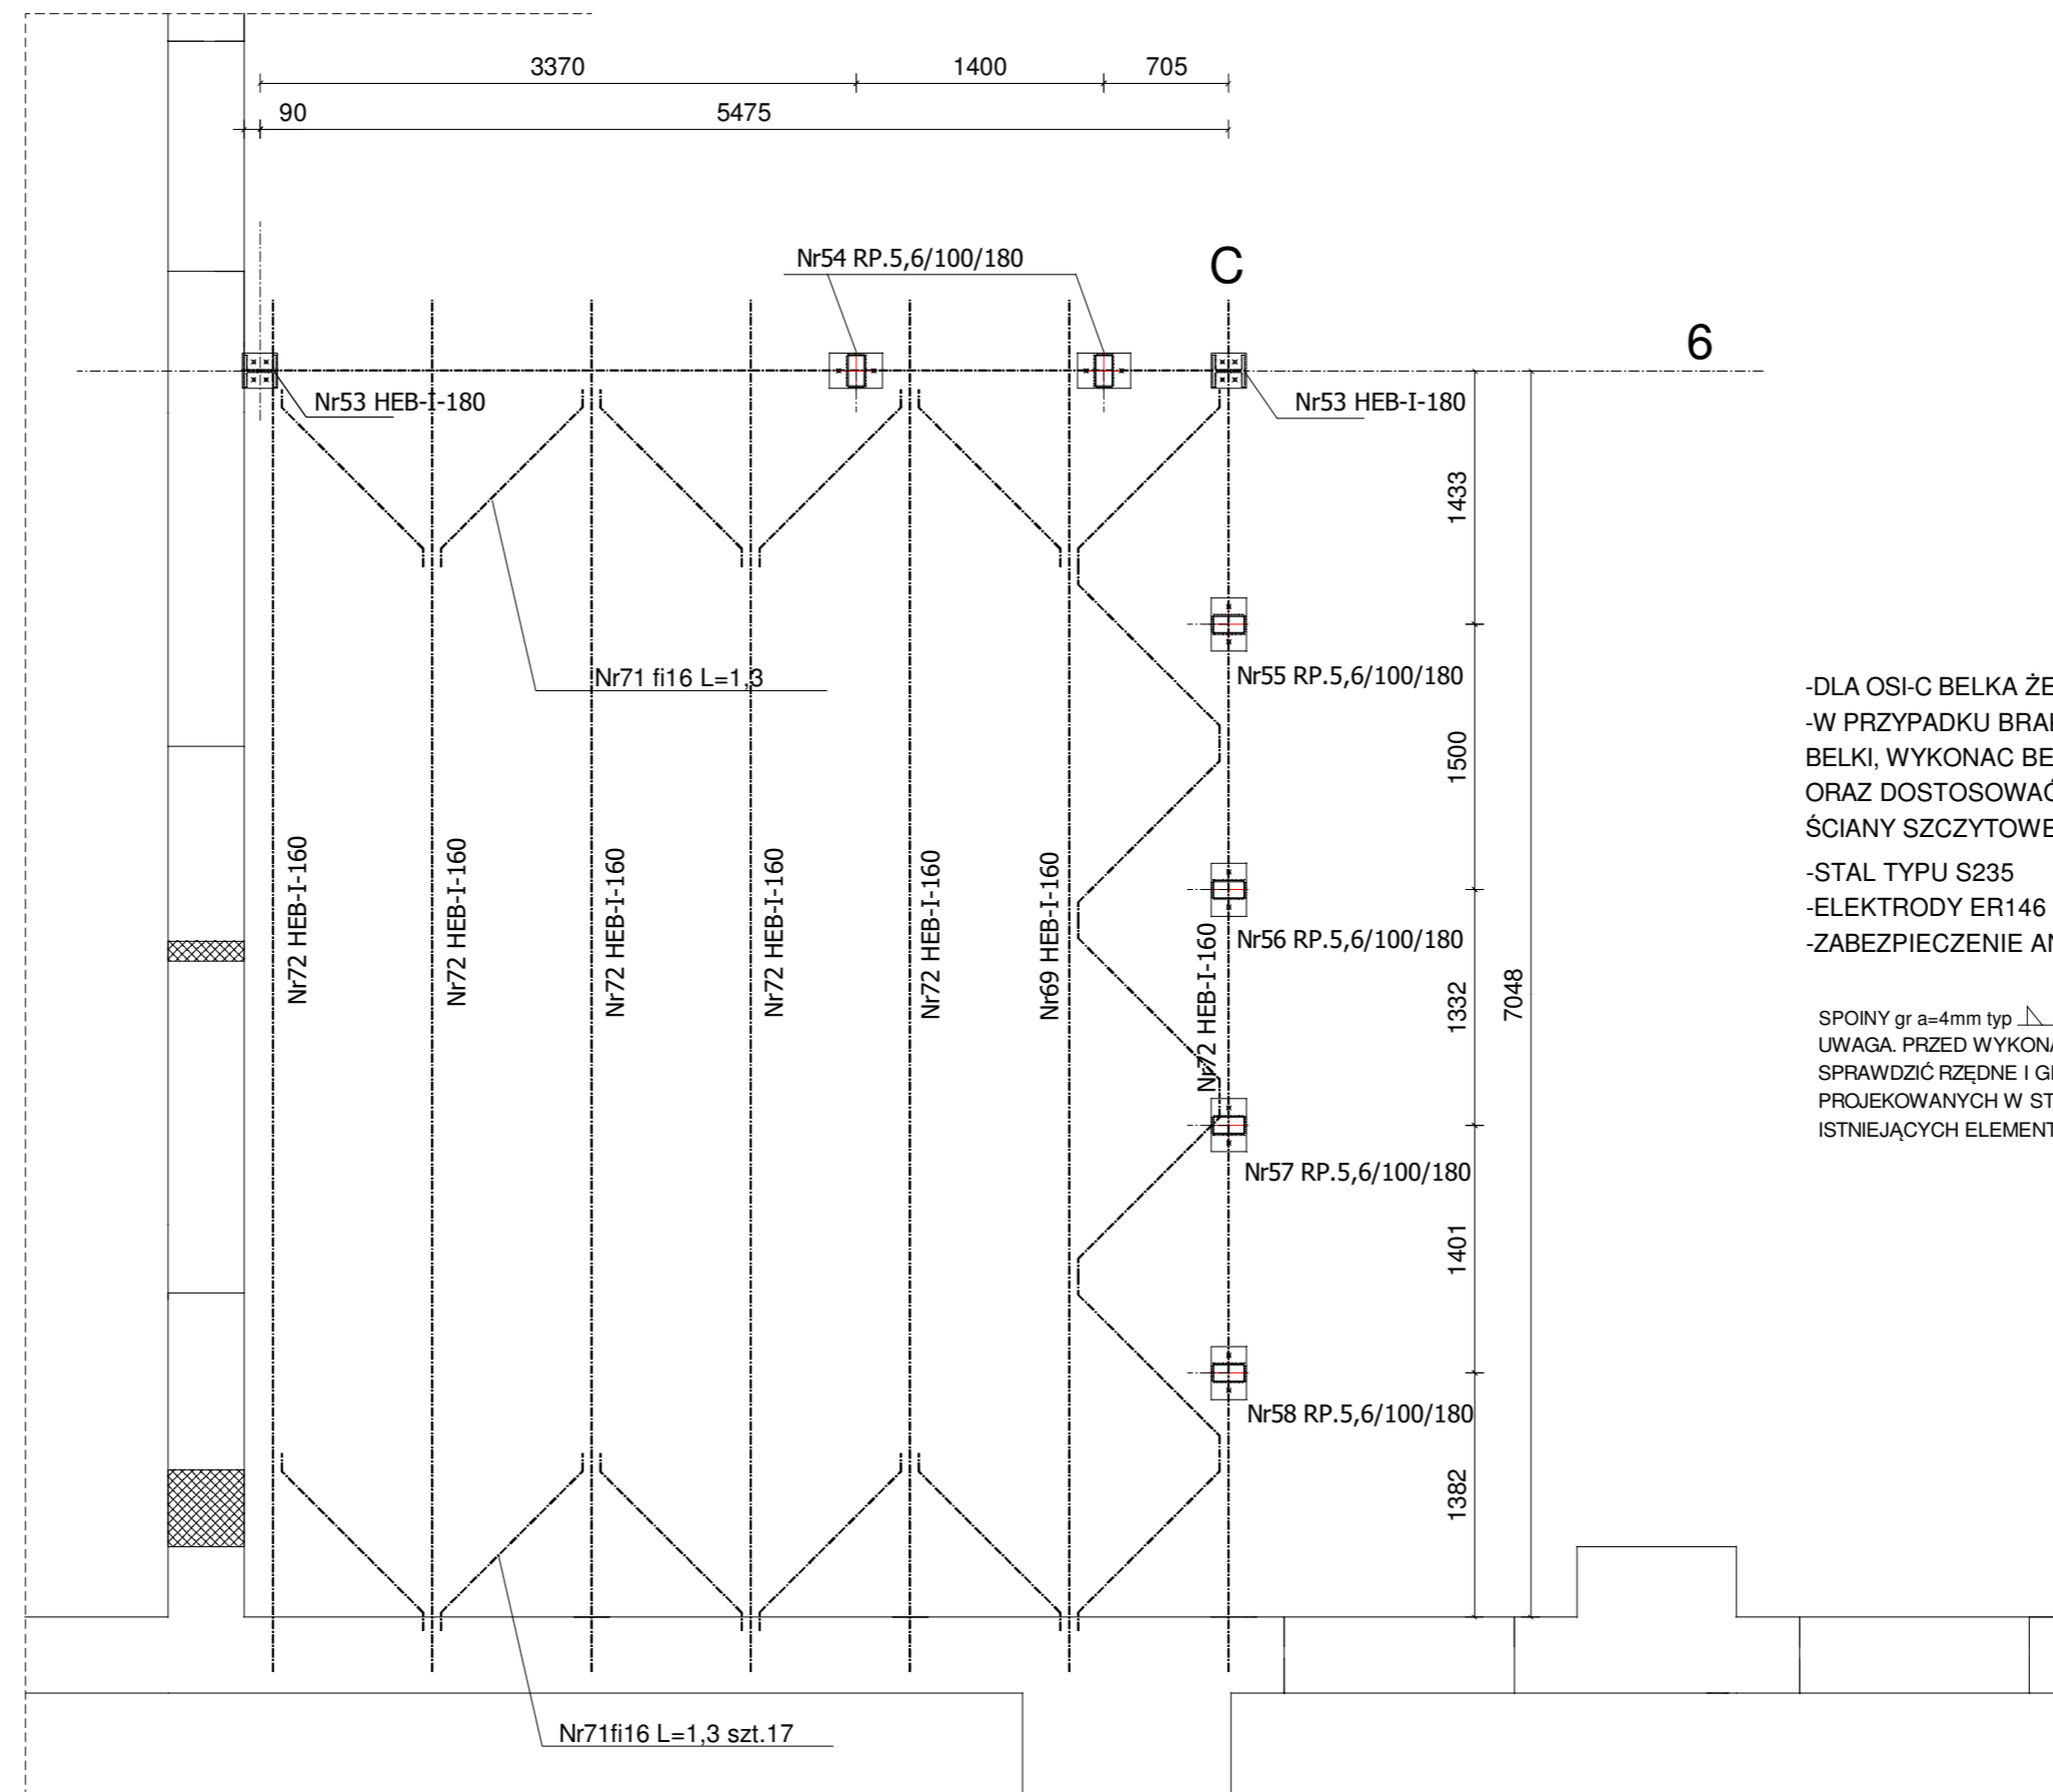 3370
1400
705
90
5475
Nr54 RP.5,6/100/180
C
6
Nr53 HEB-I-180
Nr53 HEB-I-180
1433
Nr71 fi16 L=1,3
Nr55 RP.5,6/100/180
1500
Nr72 HEB-I-160
Nr72 HEB-I-160
Nr72 HEB-I-160
Nr72 HEB-I-160
Nr72 HEB-I-160
Nr69 HEB-I-160
Nr72 HEB-I-160
Nr56 RP.5,6/100/180
1332
7048
Nr57 RP.5,6/100/180
1401
Nr58 RP.5,6/100/180
1382
Nr71fi16 L=1,3 szt.17
-DLA OSI-C BELKA
-W PRZYPADKU
BELKI, WYKONAC
ORAZ DOSTOSOWAĆ
ŚCIANY
-STAL TYPU S235
-ELEKTRODY ER146
-ZABEZPIECZENIE
SPOINY gr a=4mm typ
UWAGA. PRZED
SPRAWDZIĆ RZĘDNE I
PROJEKOWANYCH W
ISTNIEJĄCYCH